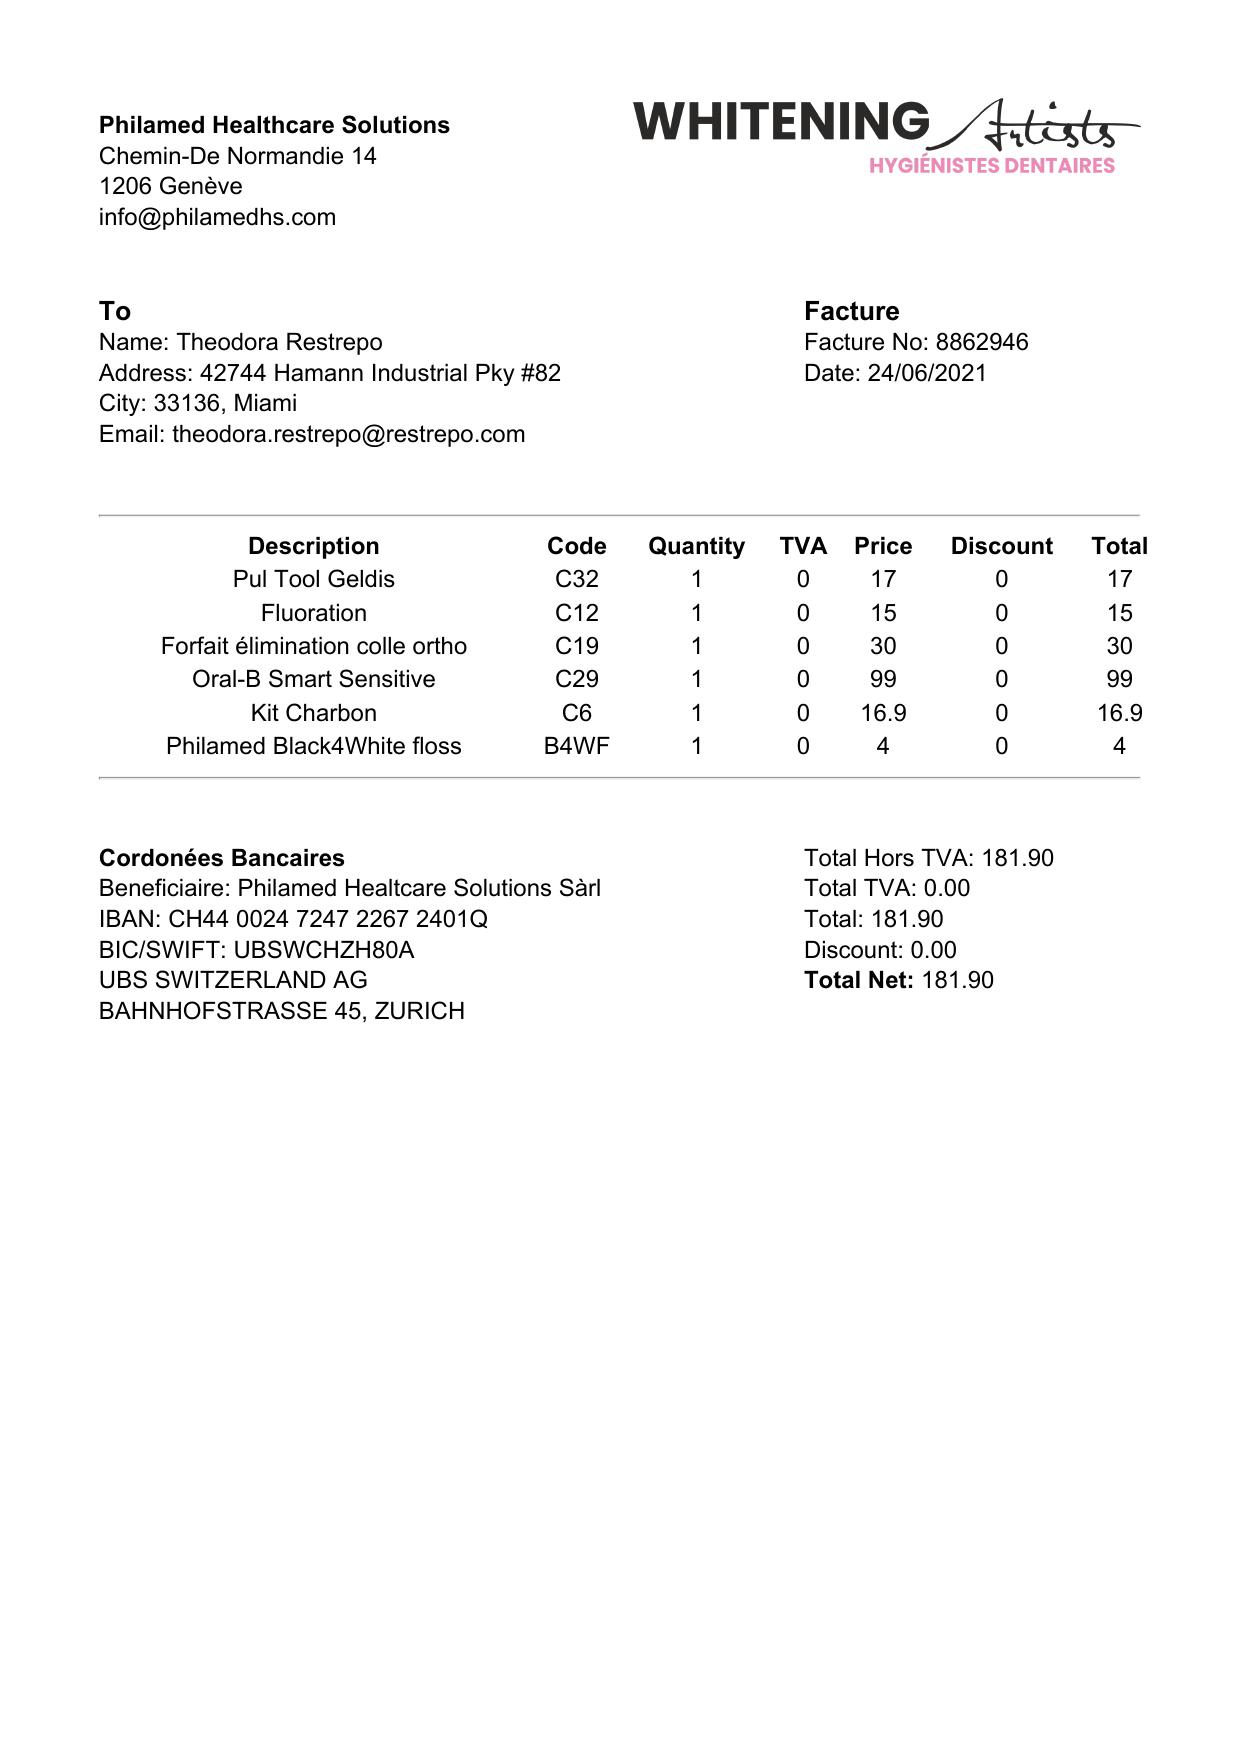 Philamed Healthcare Solutions
Chemin-De Normandie 14
1206 Genève
info@philamedhs.com
WHITENING Artists
HYGIÉNISTES DENTAIRES
To
Name: Theodora Restrepo
Address: 42744 Hamann Industrial Pky #82
City: 33136, Miami
Email: theodora.restrepo@restrepo.com
Facture
Facture No: 8862946
Date: 24/06/2021
Description Code Quantity TVA Price Discount Total
Pul Tool Geldis C32 1 0 17 0 17
Fluoration C12 1 0 15 0 15
Forfait élimination colle ortho C19 1 0 30 0 30
Oral-B Smart Sensitive C29 1 0 99 0 99
Kit Charbon C6 1 0 16.9 0 16.9
Philamed Black4White floss B4WF 1 0 4 0 4
Cordonées Bancaires
Beneficiaire: Philamed Healtcare Solutions Sàrl
IBAN: CH44 0024 7247 2267 2401Q
BIC/SWIFT: UBSWCHZH80A
UBS SWITZERLAND AG
BAHNHOFSTRASSE 45, ZURICH
Total Hors TVA: 181.90
Total TVA: 0.00
Total: 181.90
Discount: 0.00
Total Net: 181.90